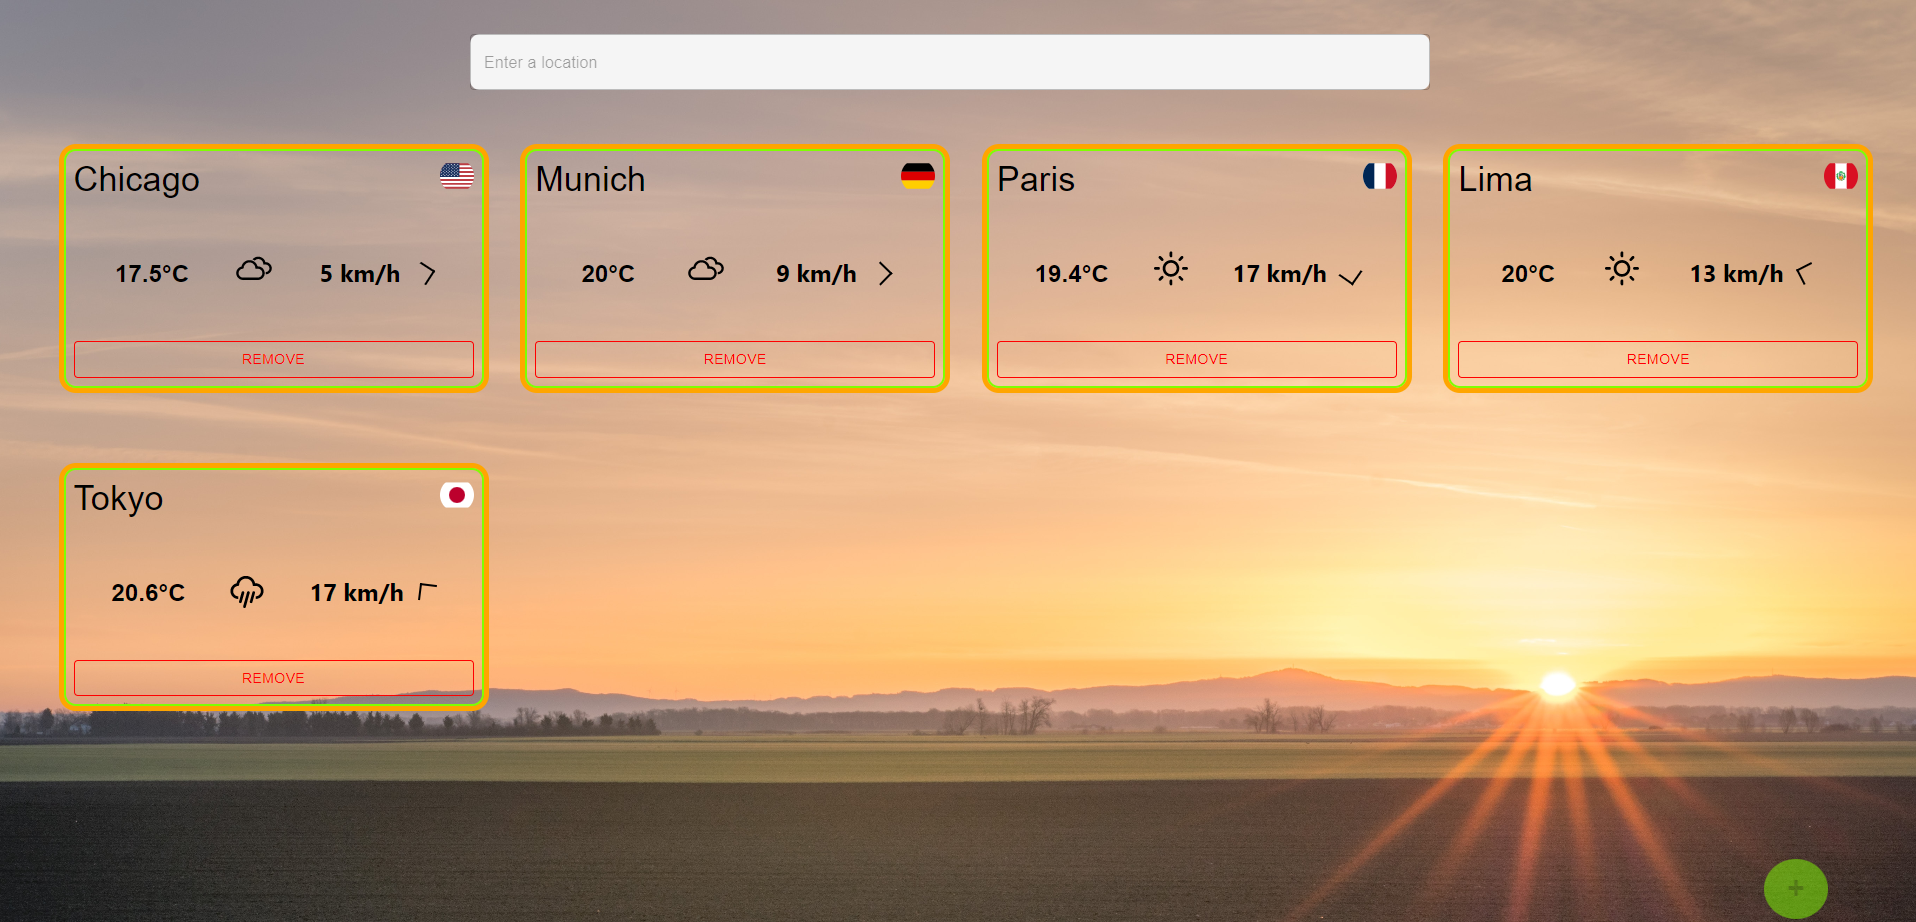 Enter a location
Chicago
17.5°C 5 km/h
REMOVE
Munich
20°C 9 km/h
REMOVE
Paris
19.4°C 17 km/h
REMOVE
Lima
20°C 13 km/h
REMOVE
Tokyo
20.6°C 17 km/h
REMOVE
+